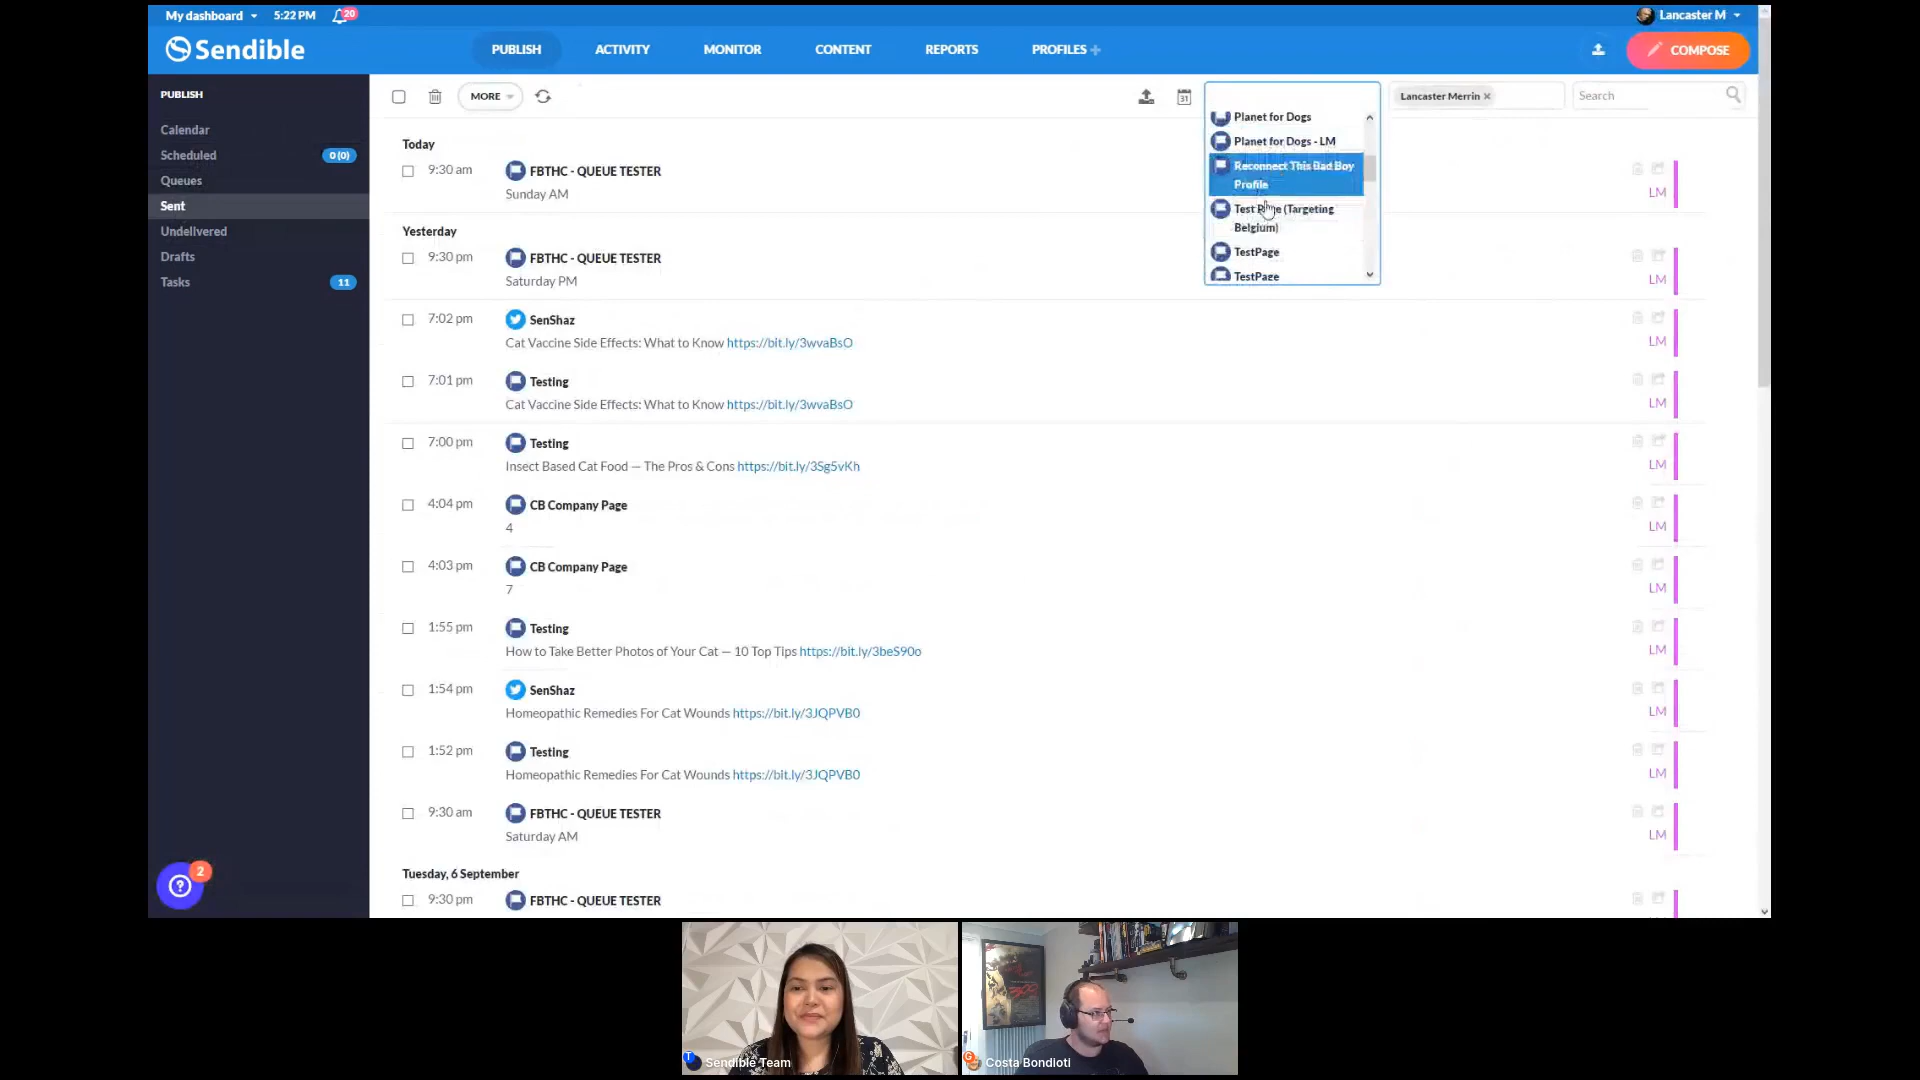 My dashboard 5:22 PM 20 Lancaster M
Sendible PUBLISH ACTIVITY MONITOR CONTENT REPORTS PROFILES COMPOSE
PUBLISH
Calendar
Scheduled 0 (0)
Queues
Sent
Undelivered
Drafts
Tasks 11
MORE 31 Lancaster Merrin Search
Planet for Dogs
Planet for Dogs - LM
Reconnect This Bad Boy
Profile
(Targeting
Belgium)
TestPage
TestPage
Today
9:30 am FBTHC - QUEUE TESTER
Sunday AM LM
Yesterday
9:30 pm FBTHC - QUEUE TESTER
Saturday PM LM
7:02 pm SenShaz
Cat Vaccine Side Effects: What to Know https://bit.ly/3wvaBsO LM
7:01 pm Testing
Cat Vaccine Side Effects: What to Know https://bit.ly/3wvaBsO LM
7:00 pm Testing
Insect Based Cat Food — The Pros & Cons https://bit.ly/3Sg5vKh LM
4:04 pm CB Company Page
4 LM
4:03 pm CB Company Page
7 LM
1:55 pm Testing
How to Take Better Photos of Your Cat — 10 Top Tips https://bit.ly/3beS90o LM
1:54 pm SenShaz
Homeopathic Remedies For Cat Wounds https://bit.ly/3JQPVB0 LM
1:52 pm Testing
Homeopathic Remedies For Cat Wounds https://bit.ly/3JQPVB0 LM
9:30 am FBTHC - QUEUE TESTER
Saturday AM LM
Tuesday, 6 September
9:30 pm FBTHC - QUEUE TESTER
2
T Sendible Team
Costa Bondioti
300